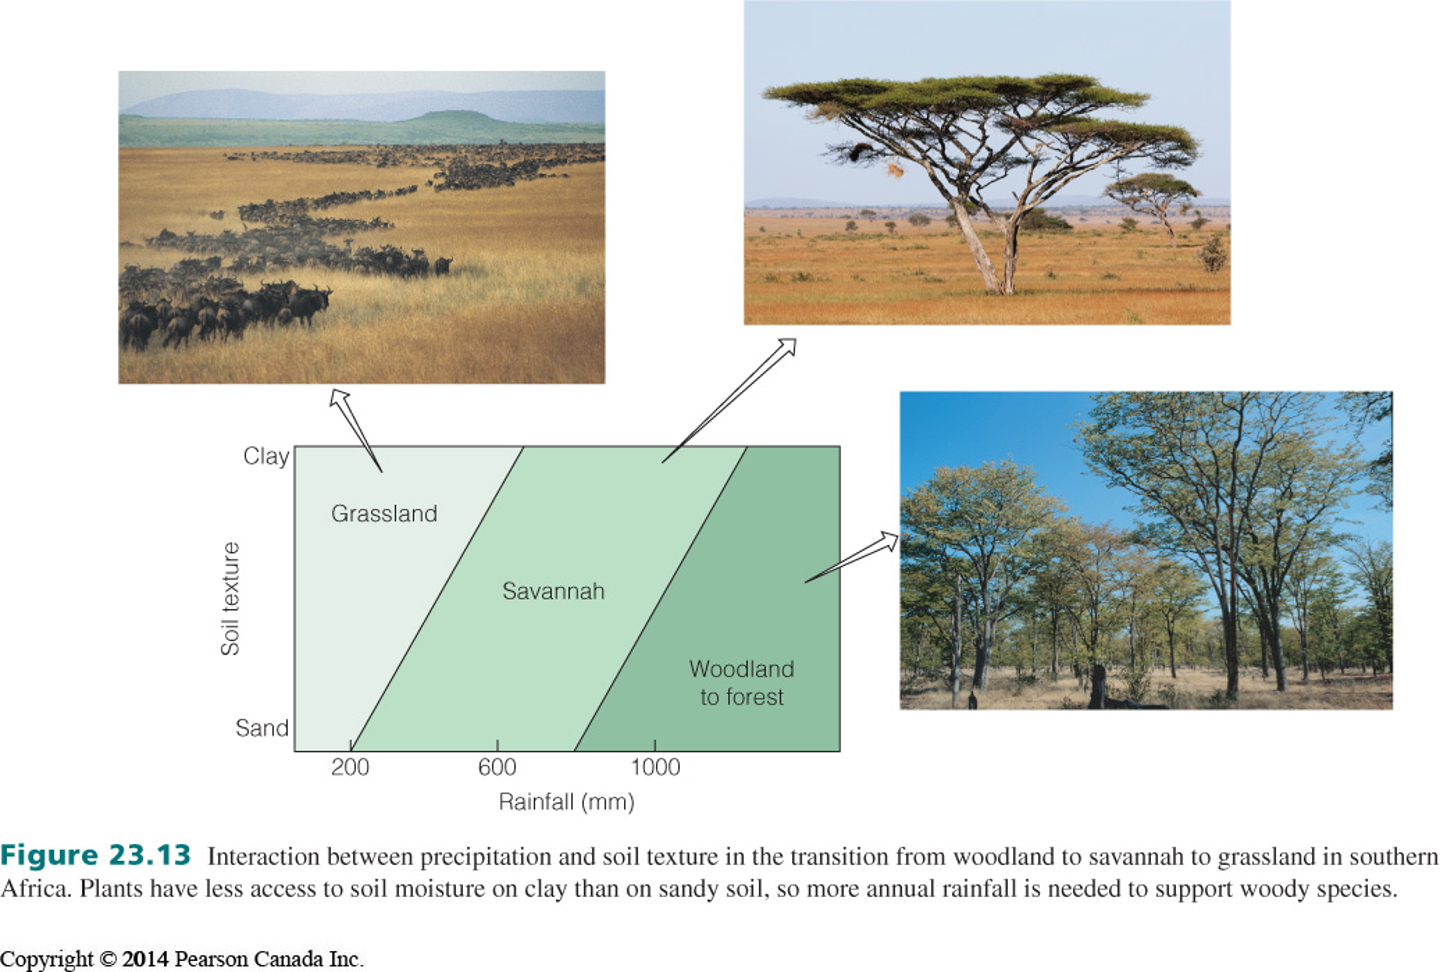 Clay
Grassland
Savannah
Woodland
to forest
Soil texture
Sand
200 600 1000
Rainfall (mm)
Figure 23.13 Interaction between precipitation and soil texture in the transition from woodland to savannah to grassland in southern
Africa. Plants have less access to soil moisture on clay than on sandy soil, so more annual rainfall is needed to support woody species.
Copyright © 2014 Pearson Canada Inc.